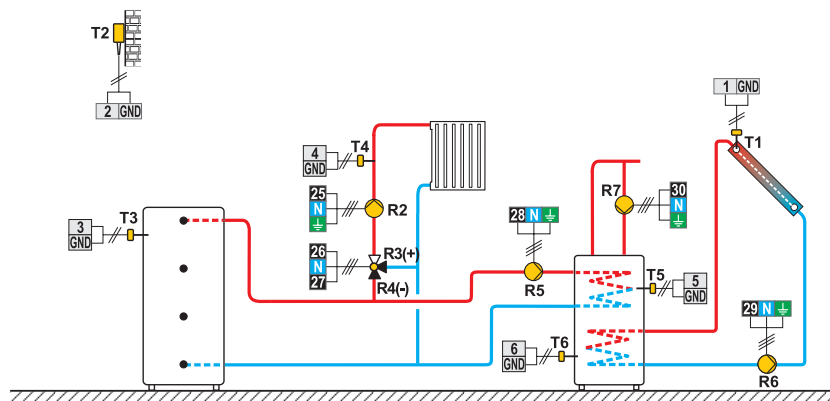 T2
2 GND
1 GND
T1
4
GND
T4
25
N
R2
26
N
27
R3(+)
R4(-)
3
GND
T3
28 N
R5
R7
30
N
T5
5
GND
6
GND
T6
29 N
R6